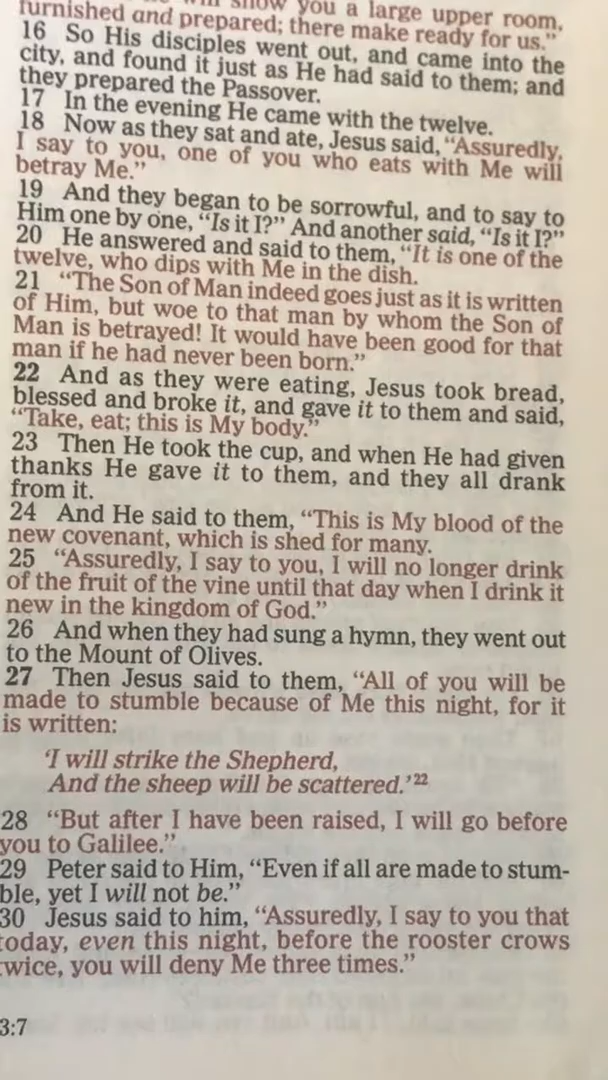 will show you a large upper room,
furnished and prepared; there make ready for us."
16 So His disciples went out, and came into the
city, and found it just as He had said to them; and
they prepared the Passover.
17 In the evening He came with the twelve.
18 Now as they sat and ate, Jesus said, "Assuredly,
I say to you, one of you who eats with Me will
betray Me."
19 And they began to be sorrowful, and to say to
Him one by one, "Is it I?" And another said, "Is it I?"
20 He answered and said to them, "It is one of the
twelve, who dips with Me in the dish.
21 "The Son of Man indeed goes just as it is written
of Him, but woe to that man by whom the Son of
Man is betrayed! It would have been good for that
man if he had never been born."
22 And as they were eating, Jesus took bread,
blessed and broke it, and gave it to them and said,
"Take, eat; this is My body."
23 Then He took the cup, and when He had given
thanks He gave it to them, and they all drank
from it.
24 And He said to them, "This is My blood of the
new covenant, which is shed for many.
25 "Assuredly, I say to you, I will no longer drink
of the fruit of the vine until that day when I drink it
new in the kingdom of God."
26 And when they had sung a hymn, they went out
to the Mount of Olives.
27 Then Jesus said to them, "All of you will be
made to stumble because of Me this night, for it
is written:
'I will strike the Shepherd,
And the sheep will be scattered.'22
28 "But after I have been raised, I will go before
you to Galilee."
29 Peter said to Him, "Even if all are made to stum-
ble, yet I will not be."
30 Jesus said to him, "Assuredly, I say to you that
today, even this night, before the rooster crows
twice, you will deny Me three times."
3:7